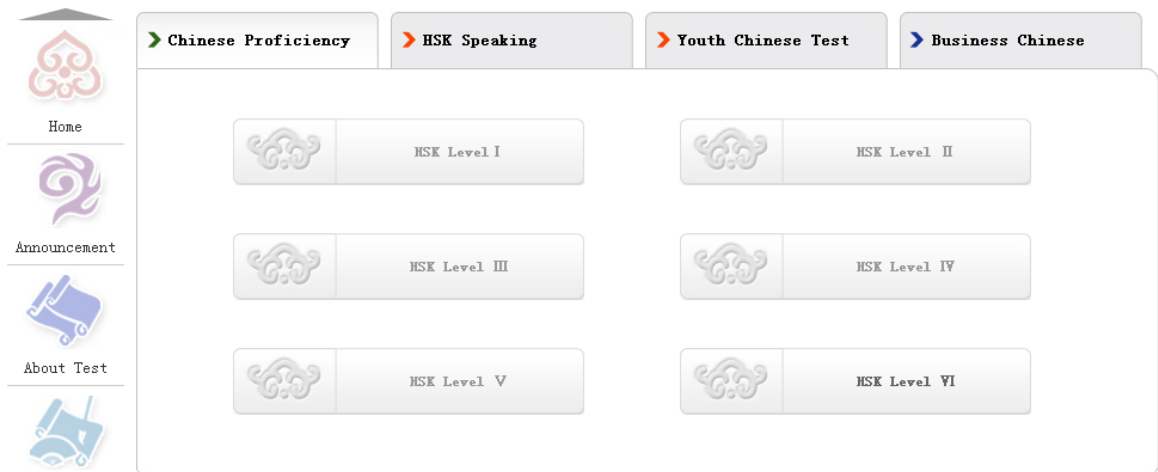 Chinese Proficiency
HSK Speaking
Youth Chinese Test
Business Chinese
Home
Announcement
About Test
HSK Level Ⅰ
HSK Level Ⅱ
HSK Level Ⅲ
HSK Level Ⅳ
HSK Level Ⅴ
HSK Level Ⅵ